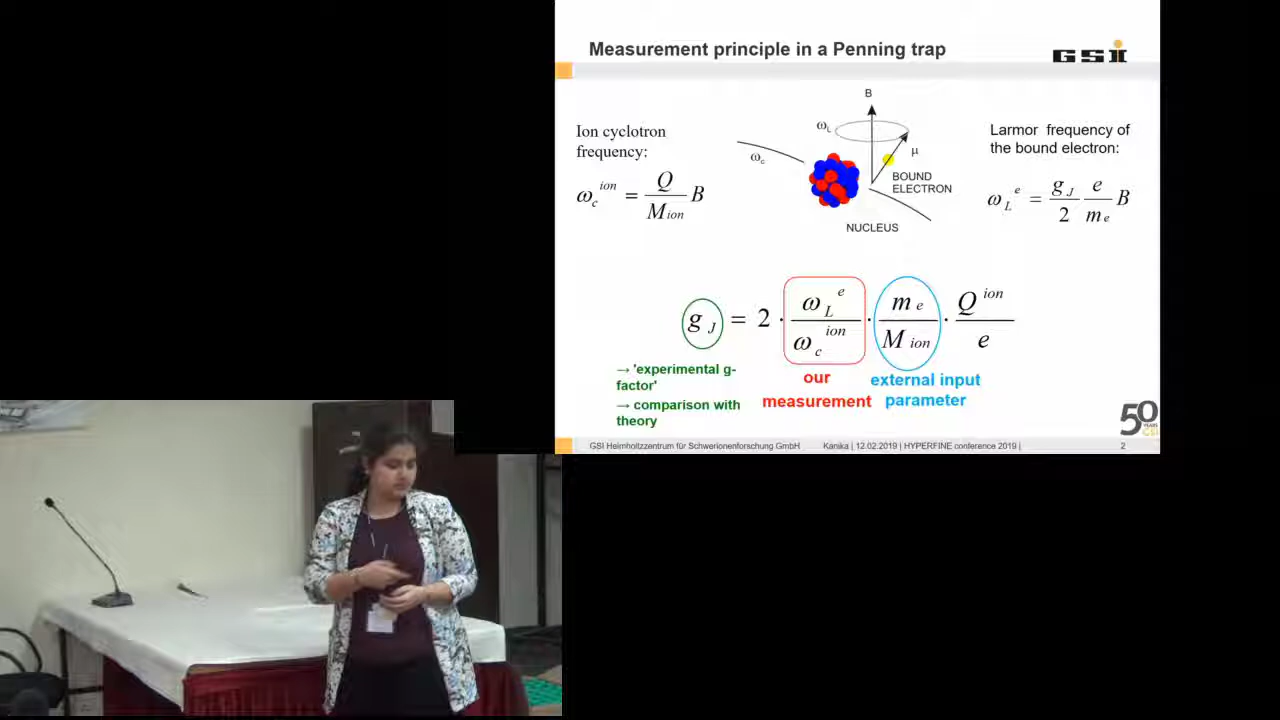 Measurement principle in a Penning trap
GSI
Ion cyclotron
frequency:
ω_c^ion = Q / M_ion B
B
ω_L
ω_c
μ
BOUND
ELECTRON
NUCLEUS
Larmor frequency of
the bound electron:
ω_L^e = g_J / 2 e / m_e B
g_J = 2 · ω_L^e / ω_c^ion · m_e / M_ion · Q^ion / e
→ 'experimental g-
factor'
→ comparison with
theory
our
measurement
external input
parameter
50
YEARS
GSI
GSI Helmholtzzentrum für Schwerionenforschung GmbH
Kanika | 12.02.2019 | HYPERFINE conference 2019 |
2